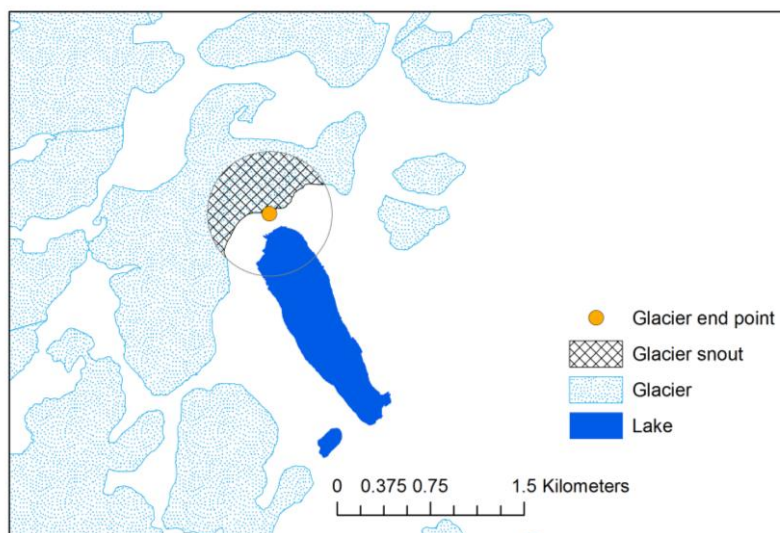 Glacier end point
Glacier snout
Glacier
Lake
0 0.375 0.75 1.5 Kilometers